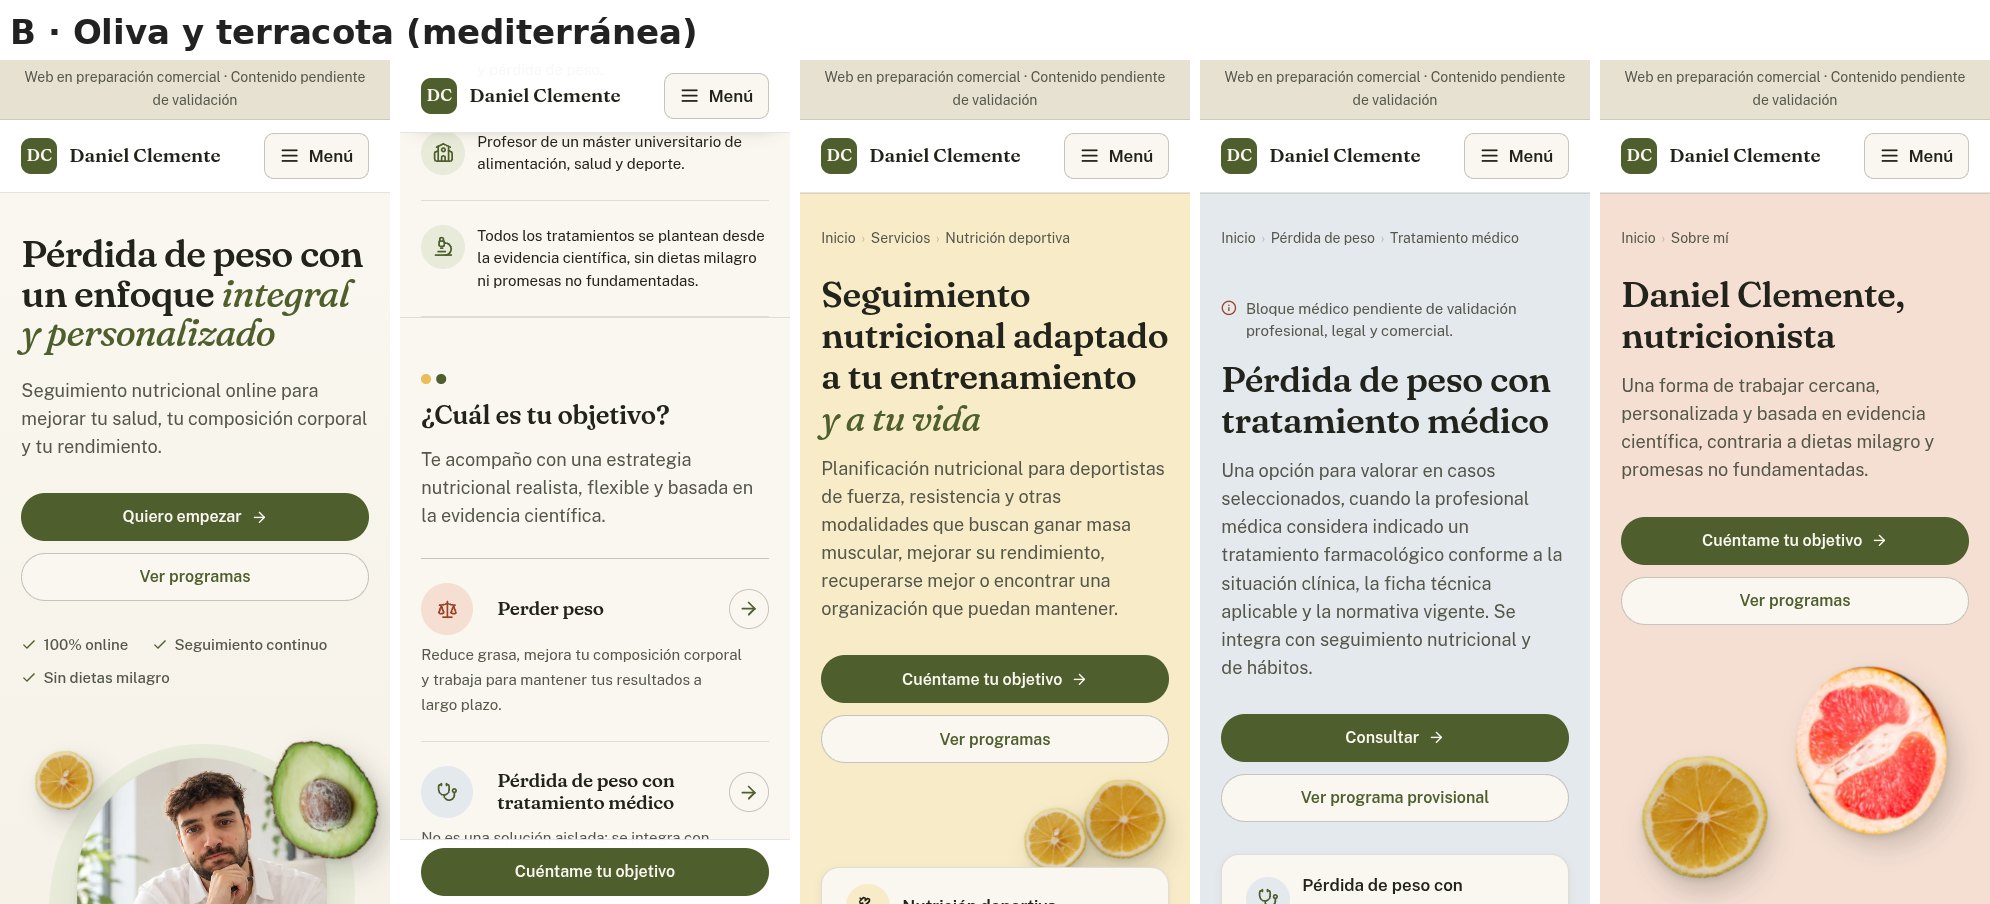 B · Oliva y terracota (mediterránea)
Web en preparación comercial · Contenido pendiente
de validación
DC Daniel Clemente
Menú
Pérdida de peso con
un enfoque integral
y personalizado
Seguimiento nutricional online para
mejorar tu salud, tu composición corporal
y tu rendimiento.
Quiero empezar →
Ver programas
✓ 100% online ✓ Seguimiento continuo
✓ Sin dietas milagro
y pérdida de peso.
DC Daniel Clemente
Menú
Profesor de un máster universitario de
alimentación, salud y deporte.
Todos los tratamientos se plantean desde
la evidencia científica, sin dietas milagro
ni promesas no fundamentadas.
¿Cuál es tu objetivo?
Te acompaño con una estrategia
nutricional realista, flexible y basada en
la evidencia científica.
Perder peso
Reduce grasa, mejora tu composición corporal
y trabaja para mantener tus resultados a
largo plazo.
Pérdida de peso con
tratamiento médico
No es una solución aislada: se integra con
Cuéntame tu objetivo
Web en preparación comercial · Contenido pendiente
de validación
DC Daniel Clemente
Menú
Inicio › Servicios › Nutrición deportiva
Seguimiento
nutricional adaptado
a tu entrenamiento
y a tu vida
Planificación nutricional para deportistas
de fuerza, resistencia y otras
modalidades que buscan ganar masa
muscular, mejorar su rendimiento,
recuperarse mejor o encontrar una
organización que puedan mantener.
Cuéntame tu objetivo →
Ver programas
Nutrición deportiva
Web en preparación comercial · Contenido pendiente
de validación
DC Daniel Clemente
Menú
Inicio › Pérdida de peso › Tratamiento médico
Bloque médico pendiente de validación
profesional, legal y comercial.
Pérdida de peso con
tratamiento médico
Una opción para valorar en casos
seleccionados, cuando la profesional
médica considera indicado un
tratamiento farmacológico conforme a la
situación clínica, la ficha técnica
aplicable y la normativa vigente. Se
integra con seguimiento nutricional y
de hábitos.
Consultar →
Ver programa provisional
Pérdida de peso con
Web en preparación comercial · Contenido pendiente
de validación
DC Daniel Clemente
Menú
Inicio › Sobre mí
Daniel Clemente,
nutricionista
Una forma de trabajar cercana,
personalizada y basada en evidencia
científica, contraria a dietas milagro y
promesas no fundamentadas.
Cuéntame tu objetivo →
Ver programas